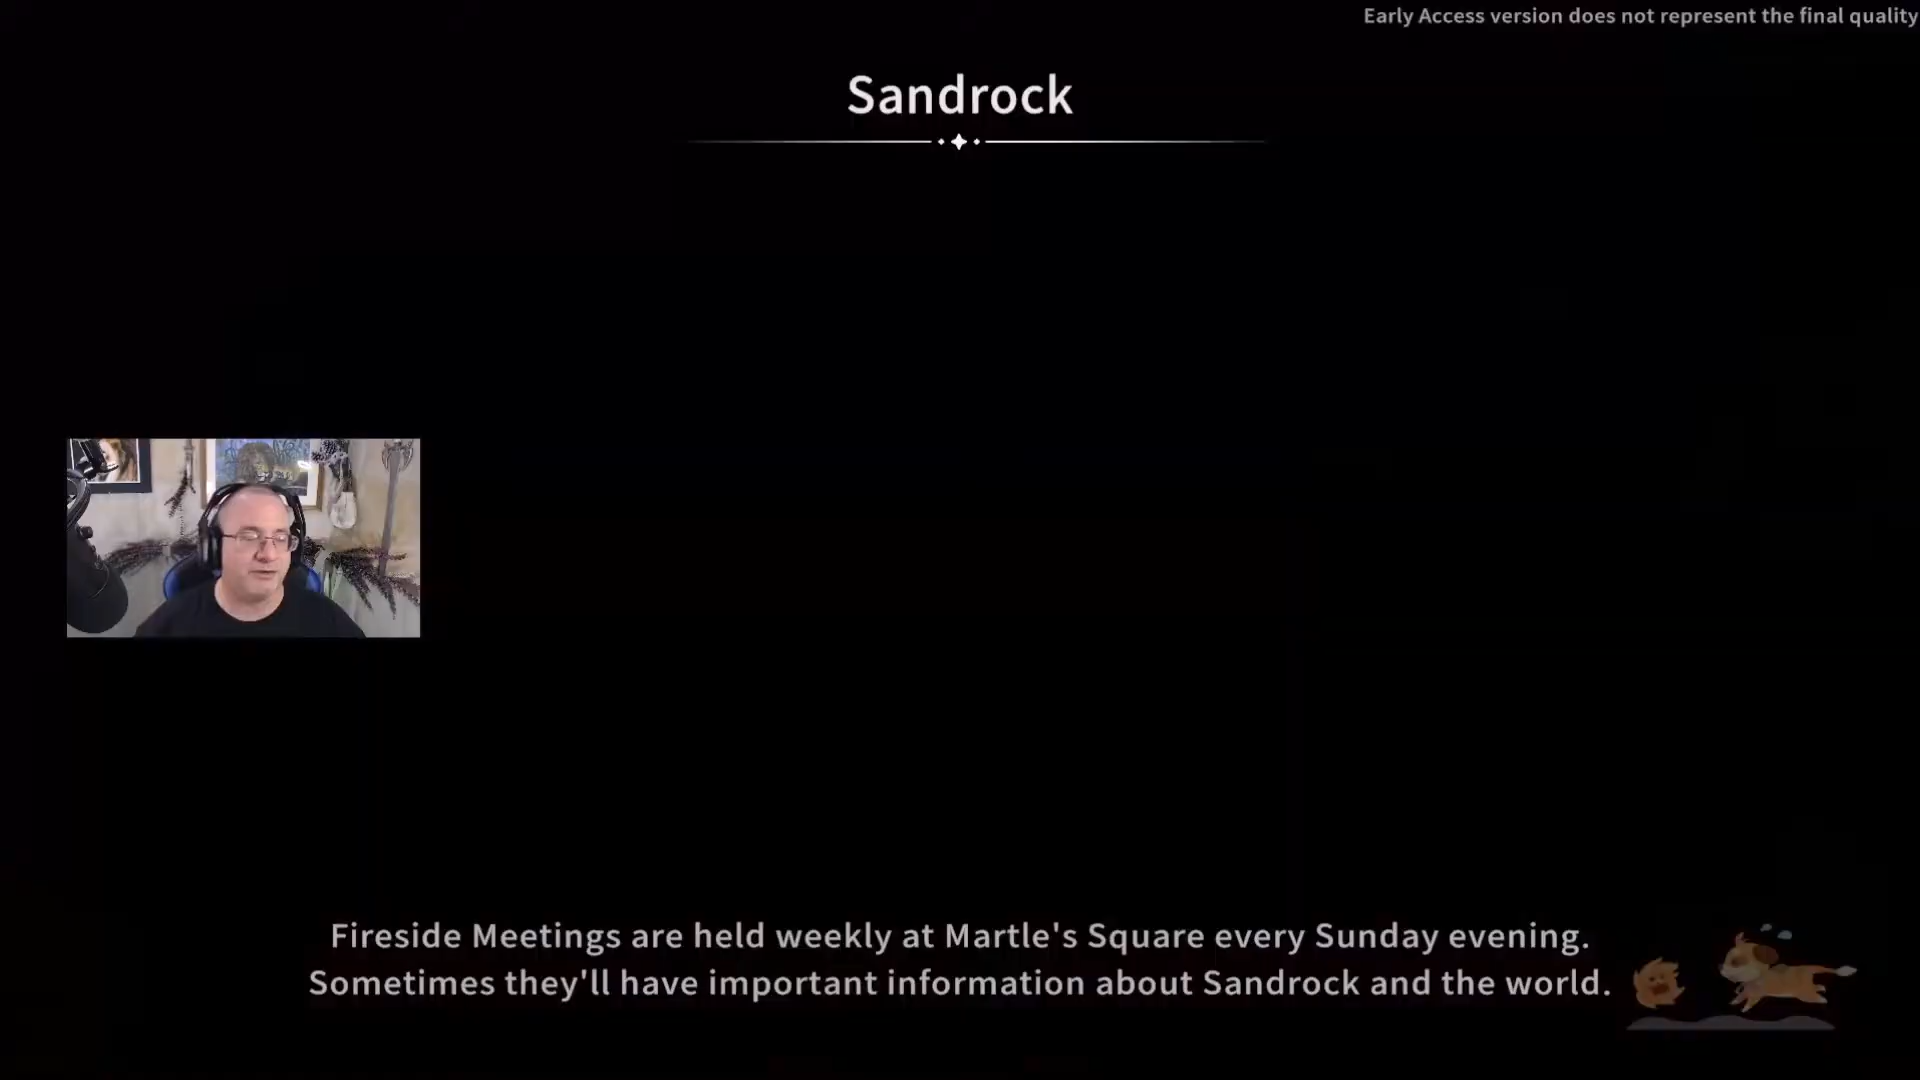 Early Access version does not represent the final quality
Sandrock
Fireside Meetings are held weekly at Martle's Square every Sunday evening.
Sometimes they'll have important information about Sandrock and the world.